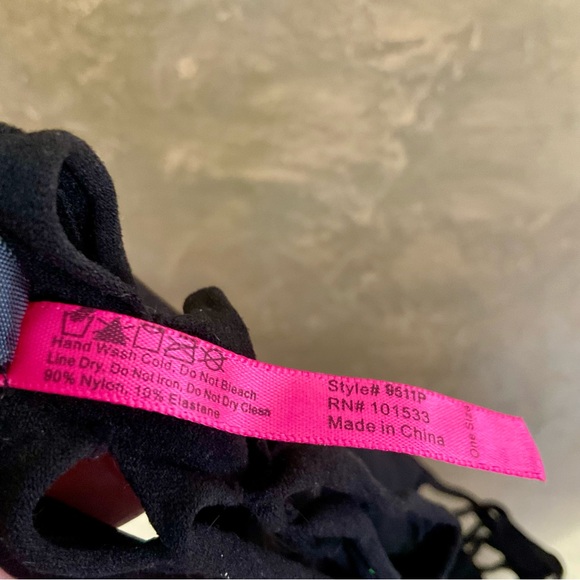 Hand Wash Cold, Do Not Bleach
Line Dry, Do Not Iron, Do Not Dry Clean
90% Nylon, 10% Elastane
Style# 9511P
RN# 101533
Made in China
One Size